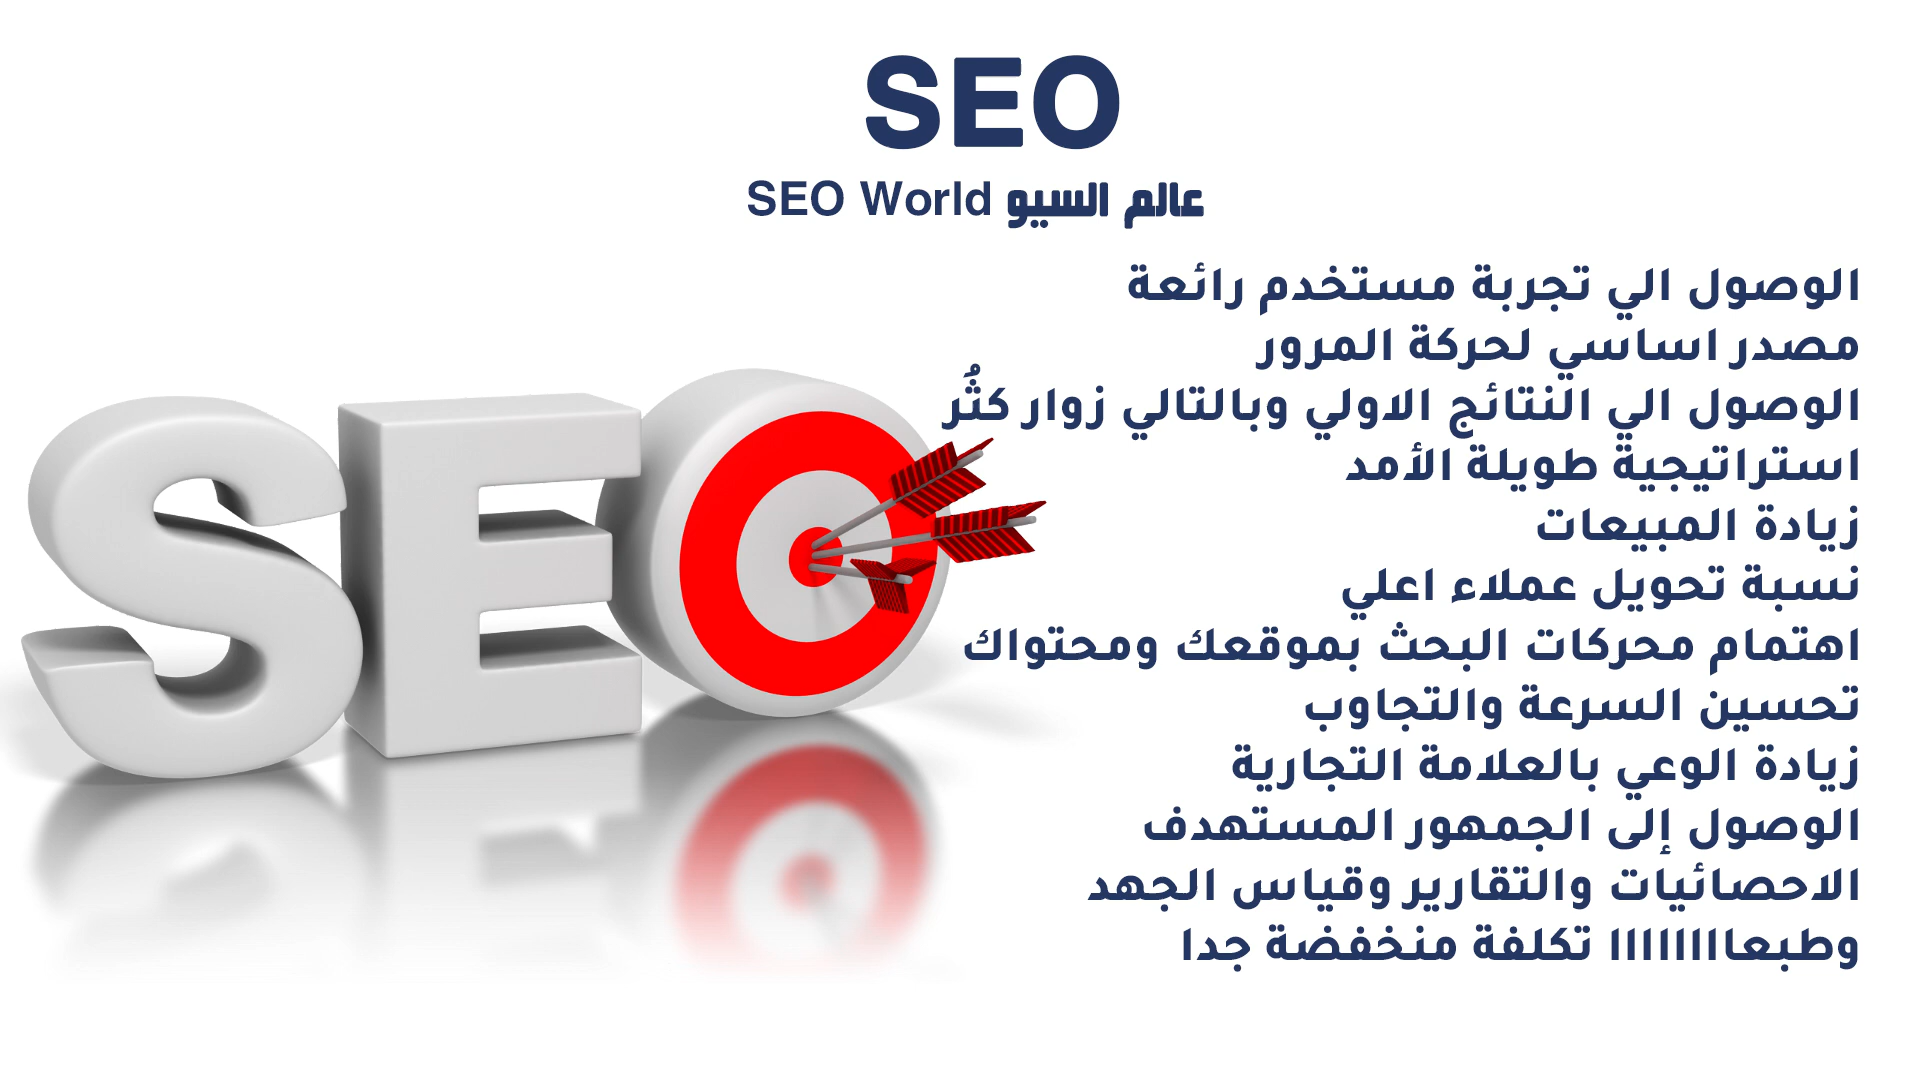 SEO
عالم السيو SEO World
الوصول الي تجربة مستخدم رائعة
مصدر اساسي لحركة المرور
الوصول الي النتائج الاولي وبالتالي زوار كثُر
استراتيجية طويلة الأمد
زيادة المبيعات
نسبة تحويل عملاء اعلي
اهتمام محركات البحث بموقعك ومحتواك
تحسين السرعة والتجاوب
زيادة الوعي بالعلامة التجارية
الوصول إلى الجمهور المستهدف
الاحصائيات والتقارير وقياس الجهد
وطبعاااااااا تكلفة منخفضة جدا
SEO